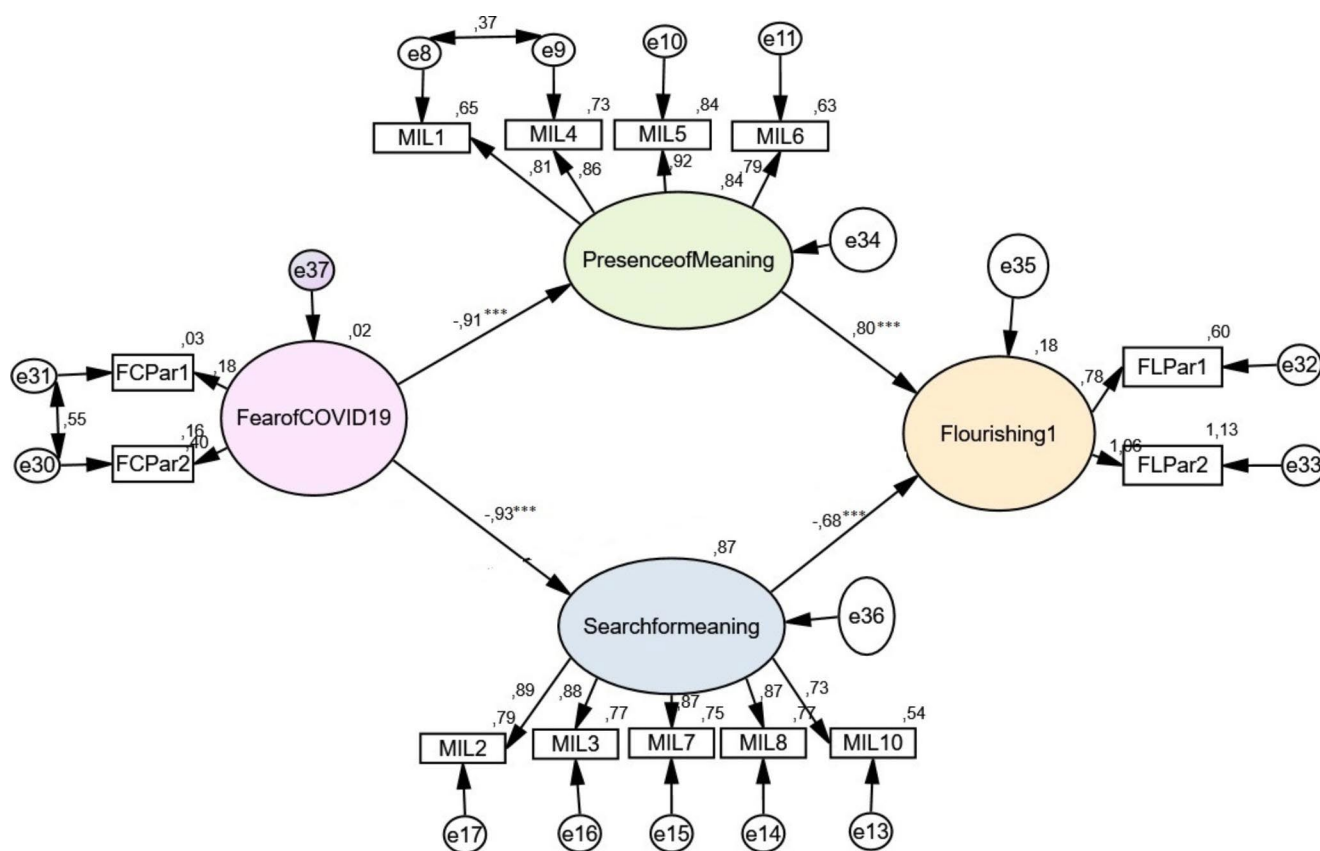 ,37
e8
e9
e10
e11
,65
,73
,84
,63
MIL1
MIL4
MIL5
MIL6
,81
,86
,92
,84
,79
PresenceofMeaning
e34
e37
e35
-,91***
,80***
,02
,03
,18
,60
e31
FCPar1
,18
,78
FLPar1
e32
,55
FearofCOVID19
Flourishing1
,16
,40
e30
FCPar2
1,13
1,06
FLPar2
e33
-,93***
-,68***
,87
Searchformeaning
e36
,89
,88
,87
,87
,73
,79
,77
,75
,77
,54
MIL2
MIL3
MIL7
MIL8
MIL10
e17
e16
e15
e14
e13